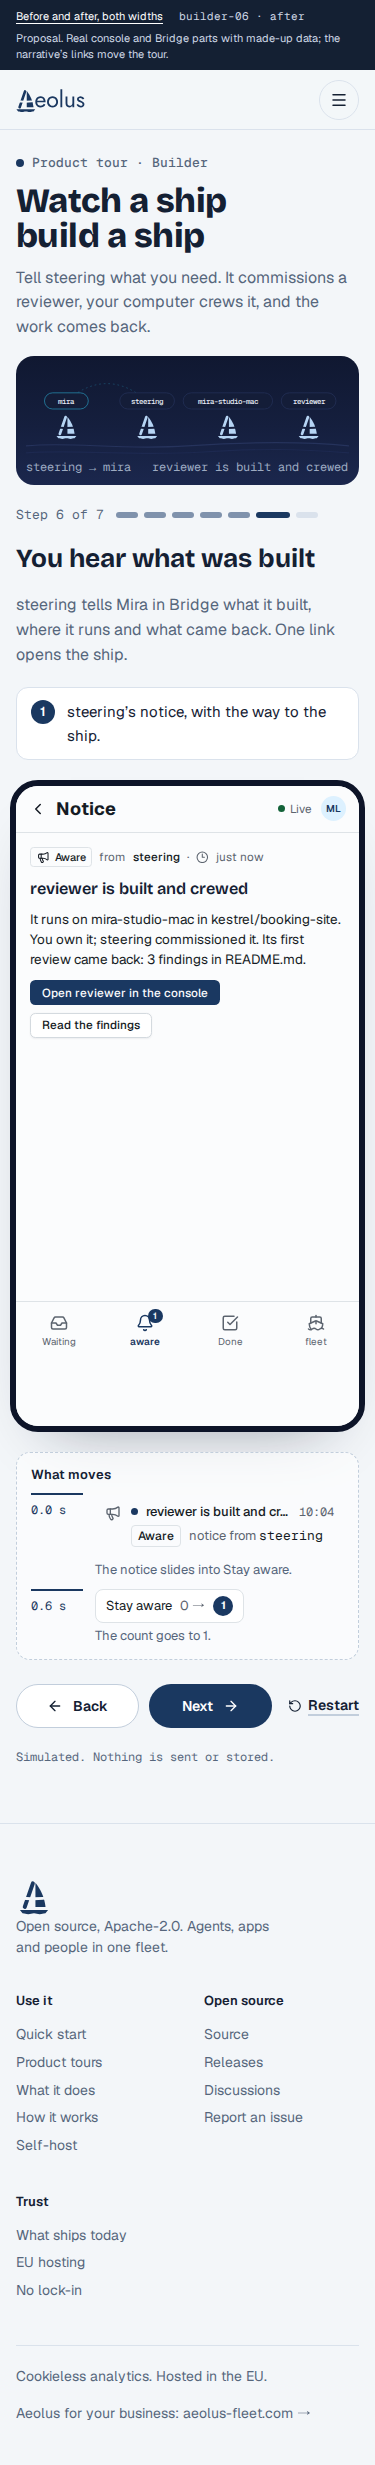 Before and after, both widths builder-06 · after
Proposal. Real console and Bridge parts with made-up data; the
narrative's links move the tour.
Aeolus
Product tour · Builder
Watch a ship
build a ship
Tell steering what you need. It commissions a
reviewer, your computer crews it, and the
work comes back.
mira steering mira-studio-mac reviewer
steering → mira reviewer is built and crewed
Step 6 of 7
You hear what was built
steering tells Mira in Bridge what it built,
where it runs and what came back. One link
opens the ship.
1 steering's notice, with the way to the
ship.
Notice Live ML
Aware from steering · just now
reviewer is built and crewed
It runs on mira-studio-mac in kestrel/booking-site.
You own it; steering commissioned it. Its first
review came back: 3 findings in README.md.
Open reviewer in the console
Read the findings
1
Waiting aware Done fleet
What moves
0.0 s reviewer is built and cr… 10:04
Aware notice from steering
The notice slides into Stay aware.
0.6 s Stay aware 0 → 1
The count goes to 1.
← Back Next → Restart
Simulated. Nothing is sent or stored.
Open source, Apache-2.0. Agents, apps
and people in one fleet.
Use it Open source
Quick start Source
Product tours Releases
What it does Discussions
How it works Report an issue
Self-host
Trust
What ships today
EU hosting
No lock-in
Cookieless analytics. Hosted in the EU.
Aeolus for your business: aeolus-fleet.com →